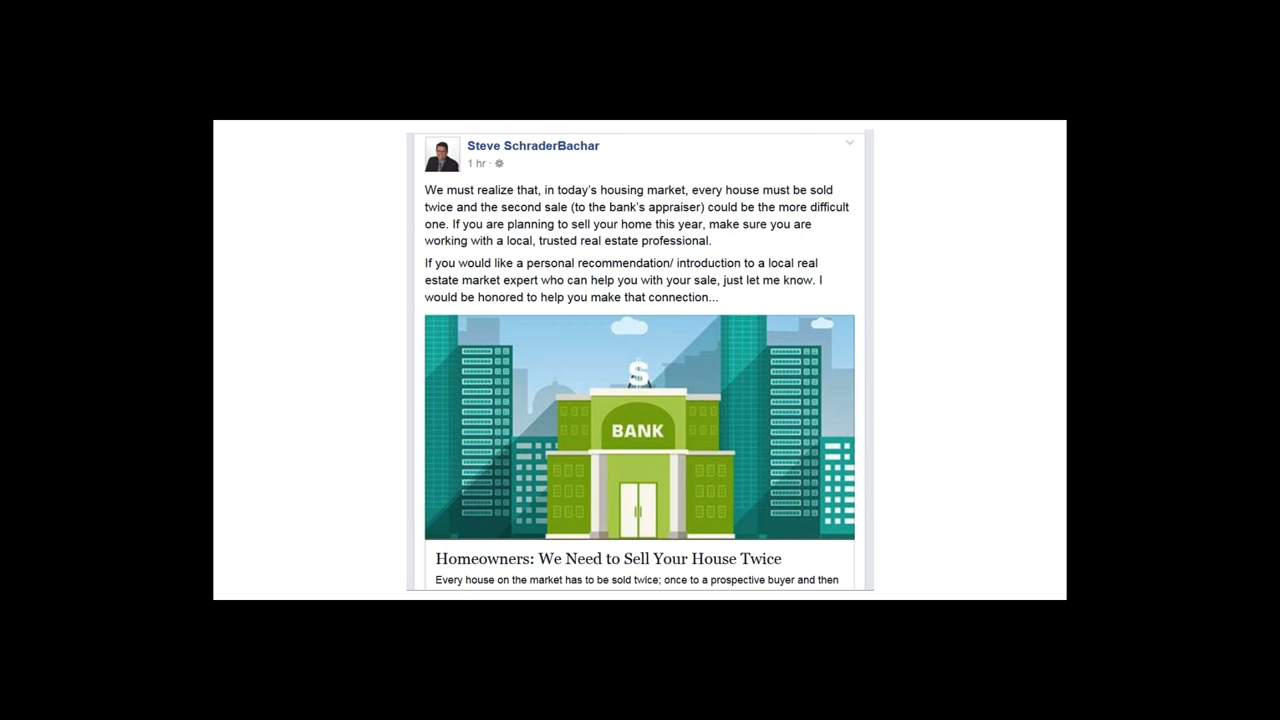 Steve SchraderBachar
1 hr ·
We must realize that, in today's housing market, every house must be sold
twice and the second sale (to the bank's appraiser) could be the more difficult
one. If you are planning to sell your home this year, make sure you are
working with a local, trusted real estate professional.
If you would like a personal recommendation/ introduction to a local real
estate market expert who can help you with your sale, just let me know. I
would be honored to help you make that connection...
$
BANK
Homeowners: We Need to Sell Your House Twice
Every house on the market has to be sold twice; once to a prospective buyer and then